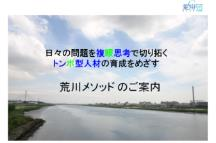 日々の問題を複眼思考で切り拓く
トンボ型人材の育成をめざす
荒川メソッドのご案内